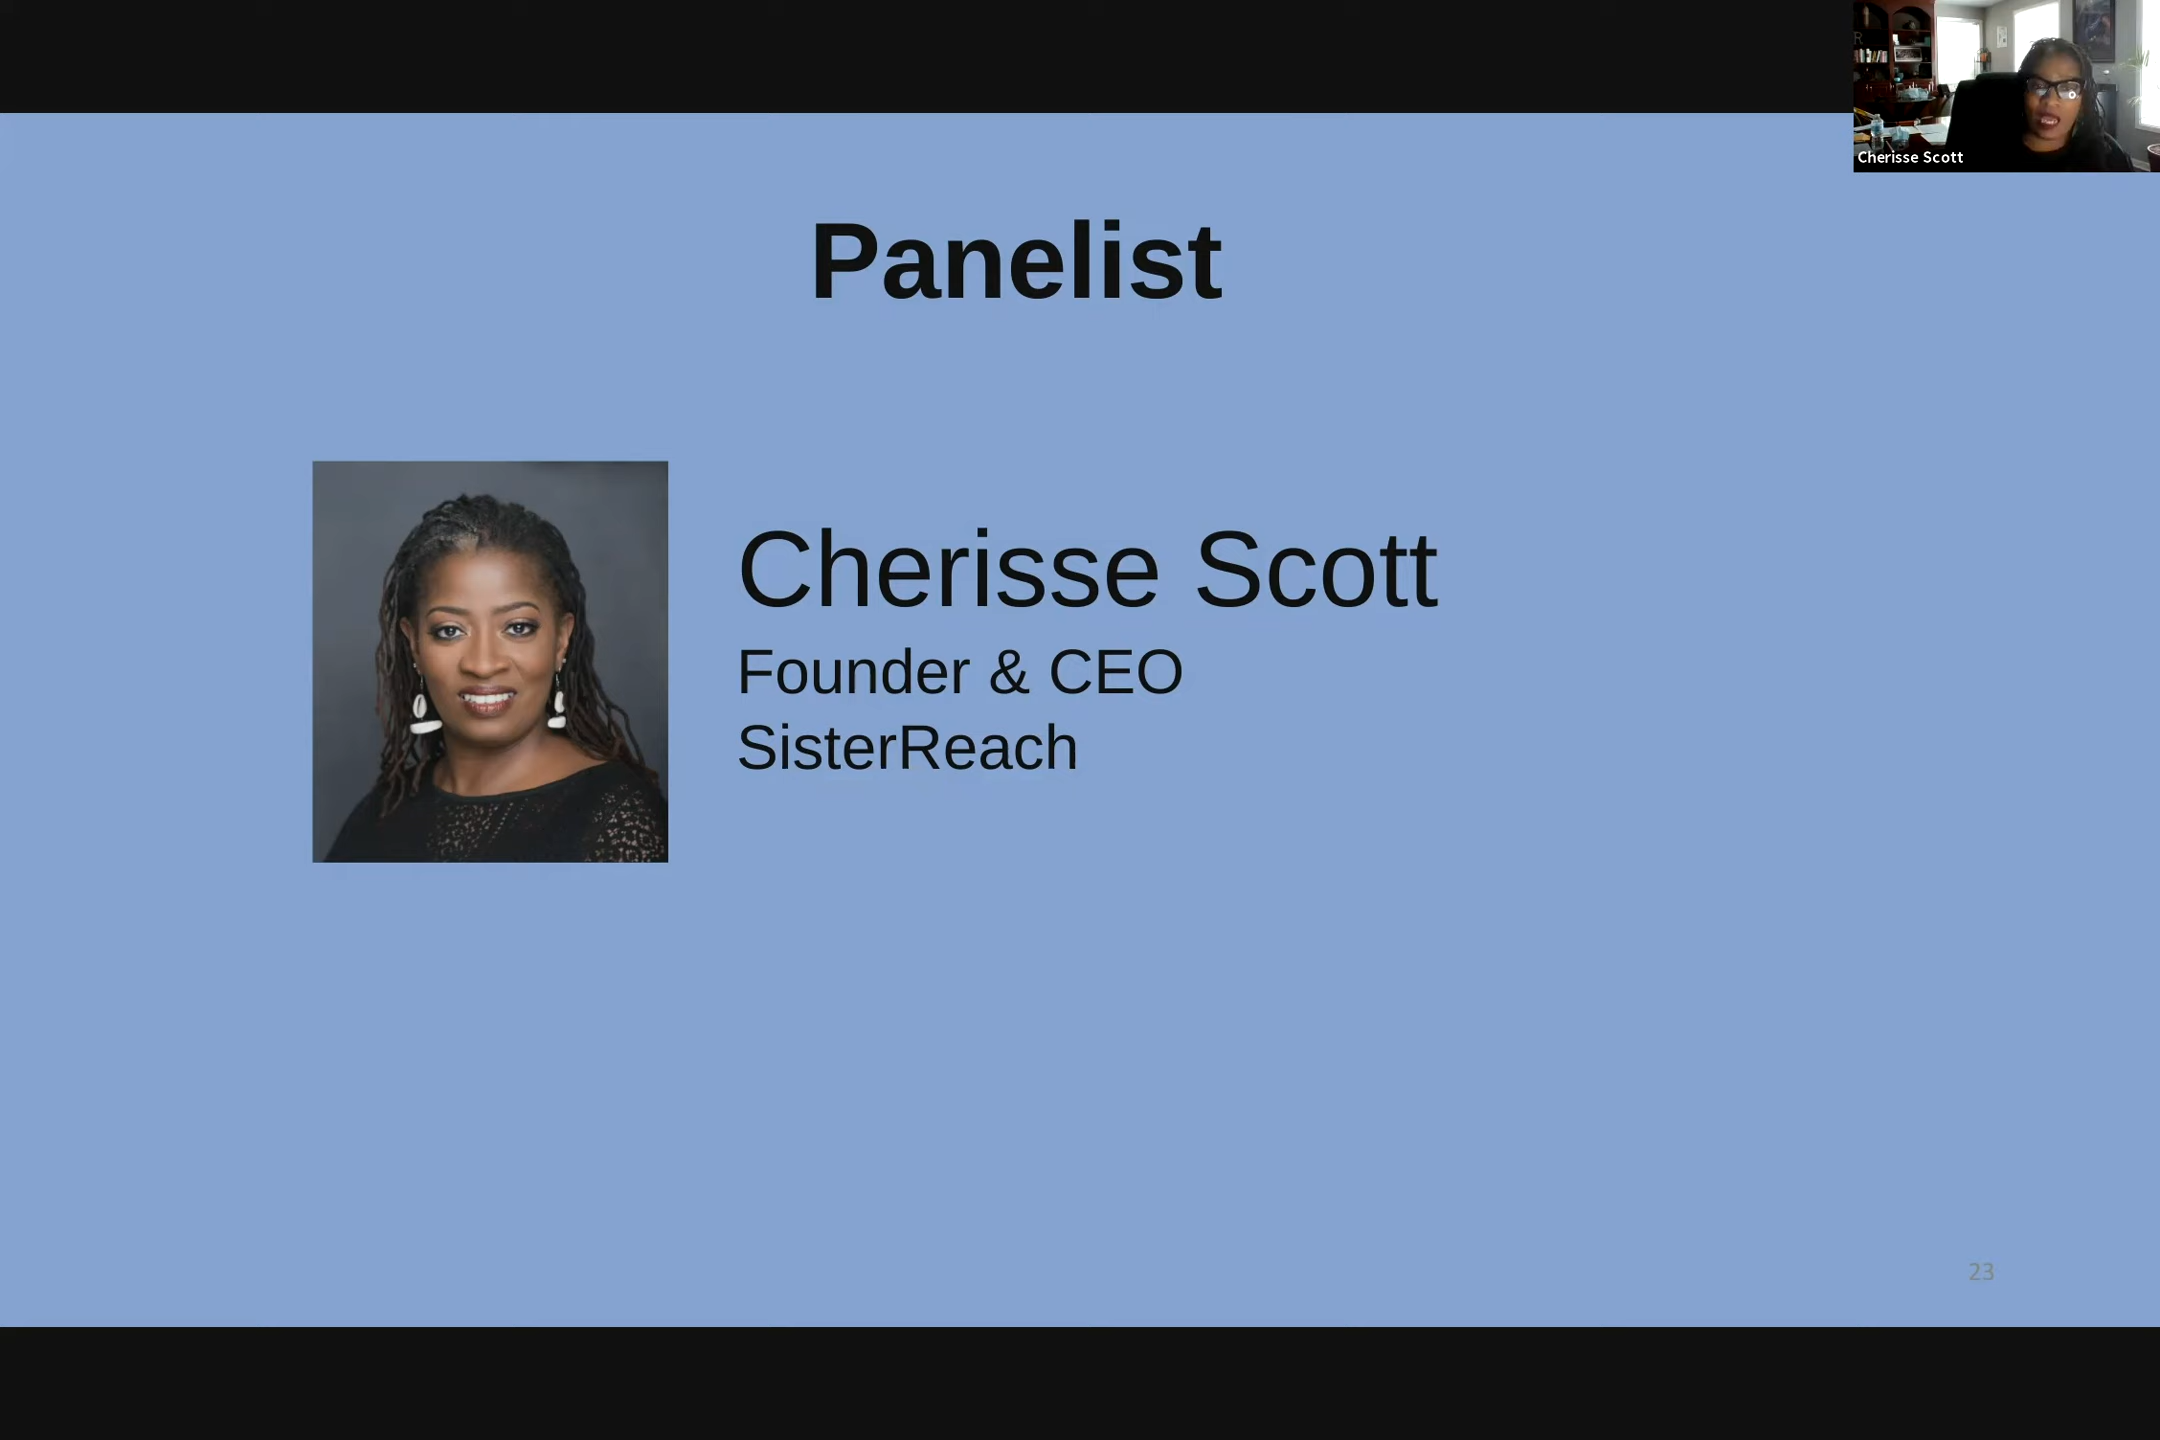 Cherisse Scott
Panelist
Cherisse Scott
Founder & CEO
SisterReach
23